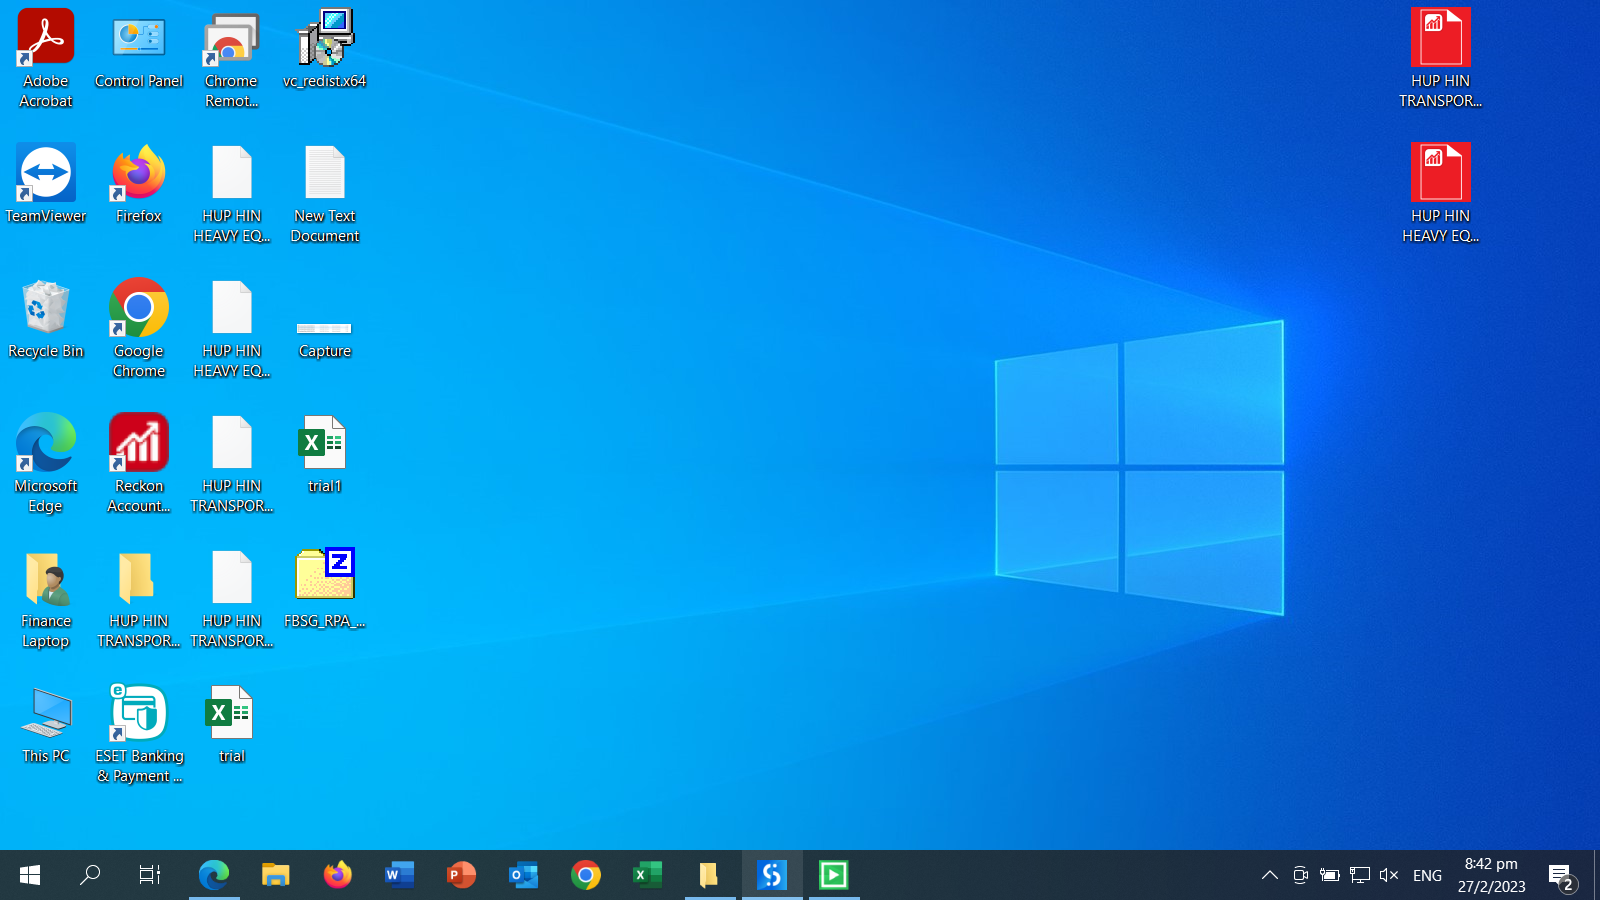 Adobe
Acrobat
Control Panel
Chrome
Remot...
vc_redist.x64
HUP HIN
TRANSPOR...
TeamViewer
Firefox
HUP HIN
HEAVY EQ...
New Text
Document
HUP HIN
HEAVY EQ...
Recycle Bin
Google
Chrome
HUP HIN
HEAVY EQ...
Capture
Microsoft
Edge
Reckon
Account...
HUP HIN
TRANSPOR...
trial1
Finance
Laptop
HUP HIN
TRANSPOR...
HUP HIN
TRANSPOR...
FBSG_RPA_...
This PC
ESET Banking
& Payment ...
trial
ENG
8:42 pm
27/2/2023
2